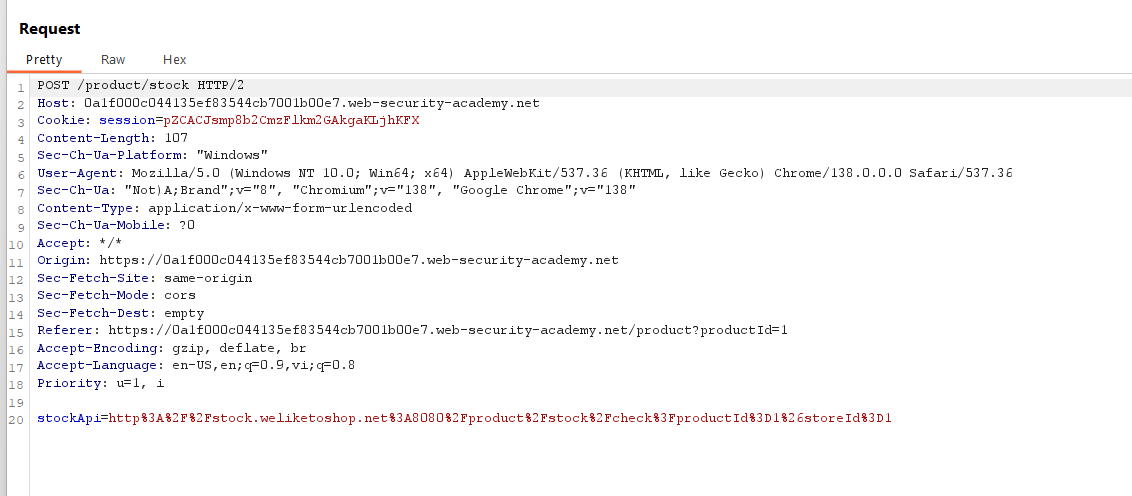 Request
Pretty Raw Hex
1 POST /product/stock HTTP/2
2 Host: 0a1f000c044135ef83544cb7001b00e7.web-security-academy.net
3 Cookie: session=pZCACJsmp8b2CmzFlkm2GAkgaKLjhKFX
4 Content-Length: 107
5 Sec-Ch-Ua-Platform: "Windows"
6 User-Agent: Mozilla/5.0 (Windows NT 10.0; Win64; x64) AppleWebKit/537.36 (KHTML, like Gecko) Chrome/138.0.0.0 Safari/537.36
7 Sec-Ch-Ua: "Not)A;Brand";v="8", "Chromium";v="138", "Google Chrome";v="138"
8 Content-Type: application/x-www-form-urlencoded
9 Sec-Ch-Ua-Mobile: ?0
10 Accept: */*
11 Origin: https://0a1f000c044135ef83544cb7001b00e7.web-security-academy.net
12 Sec-Fetch-Site: same-origin
13 Sec-Fetch-Mode: cors
14 Sec-Fetch-Dest: empty
15 Referer: https://0a1f000c044135ef83544cb7001b00e7.web-security-academy.net/product?productId=1
16 Accept-Encoding: gzip, deflate, br
17 Accept-Language: en-US,en;q=0.9,vi;q=0.8
18 Priority: u=1, i
19
20 stockApi=http%3A%2F%2Fstock.weliketoshop.net%3A8080%2Fproduct%2Fstock%2Fcheck%3FproductId%3D1%26storeId%3D1